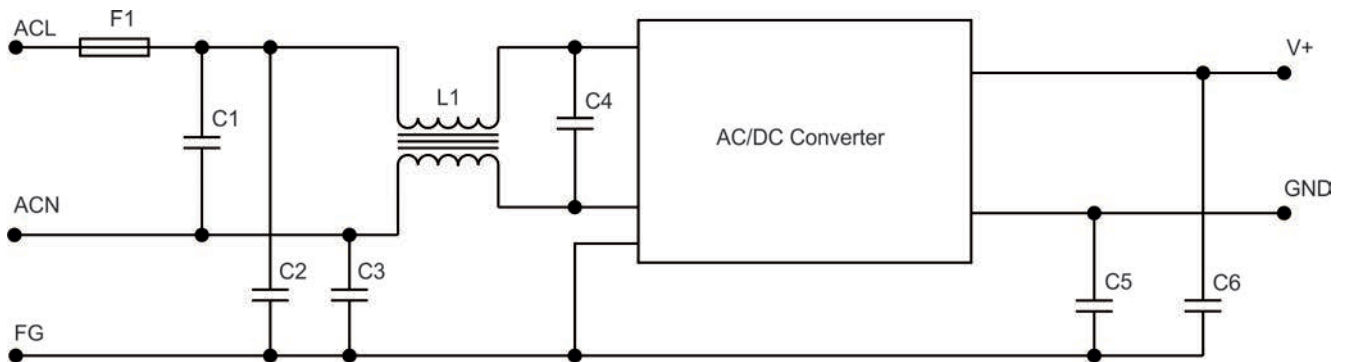 ACL
F1
V+
L1
C4
C1
AC/DC Converter
GND
ACN
C2
C3
C5
C6
FG